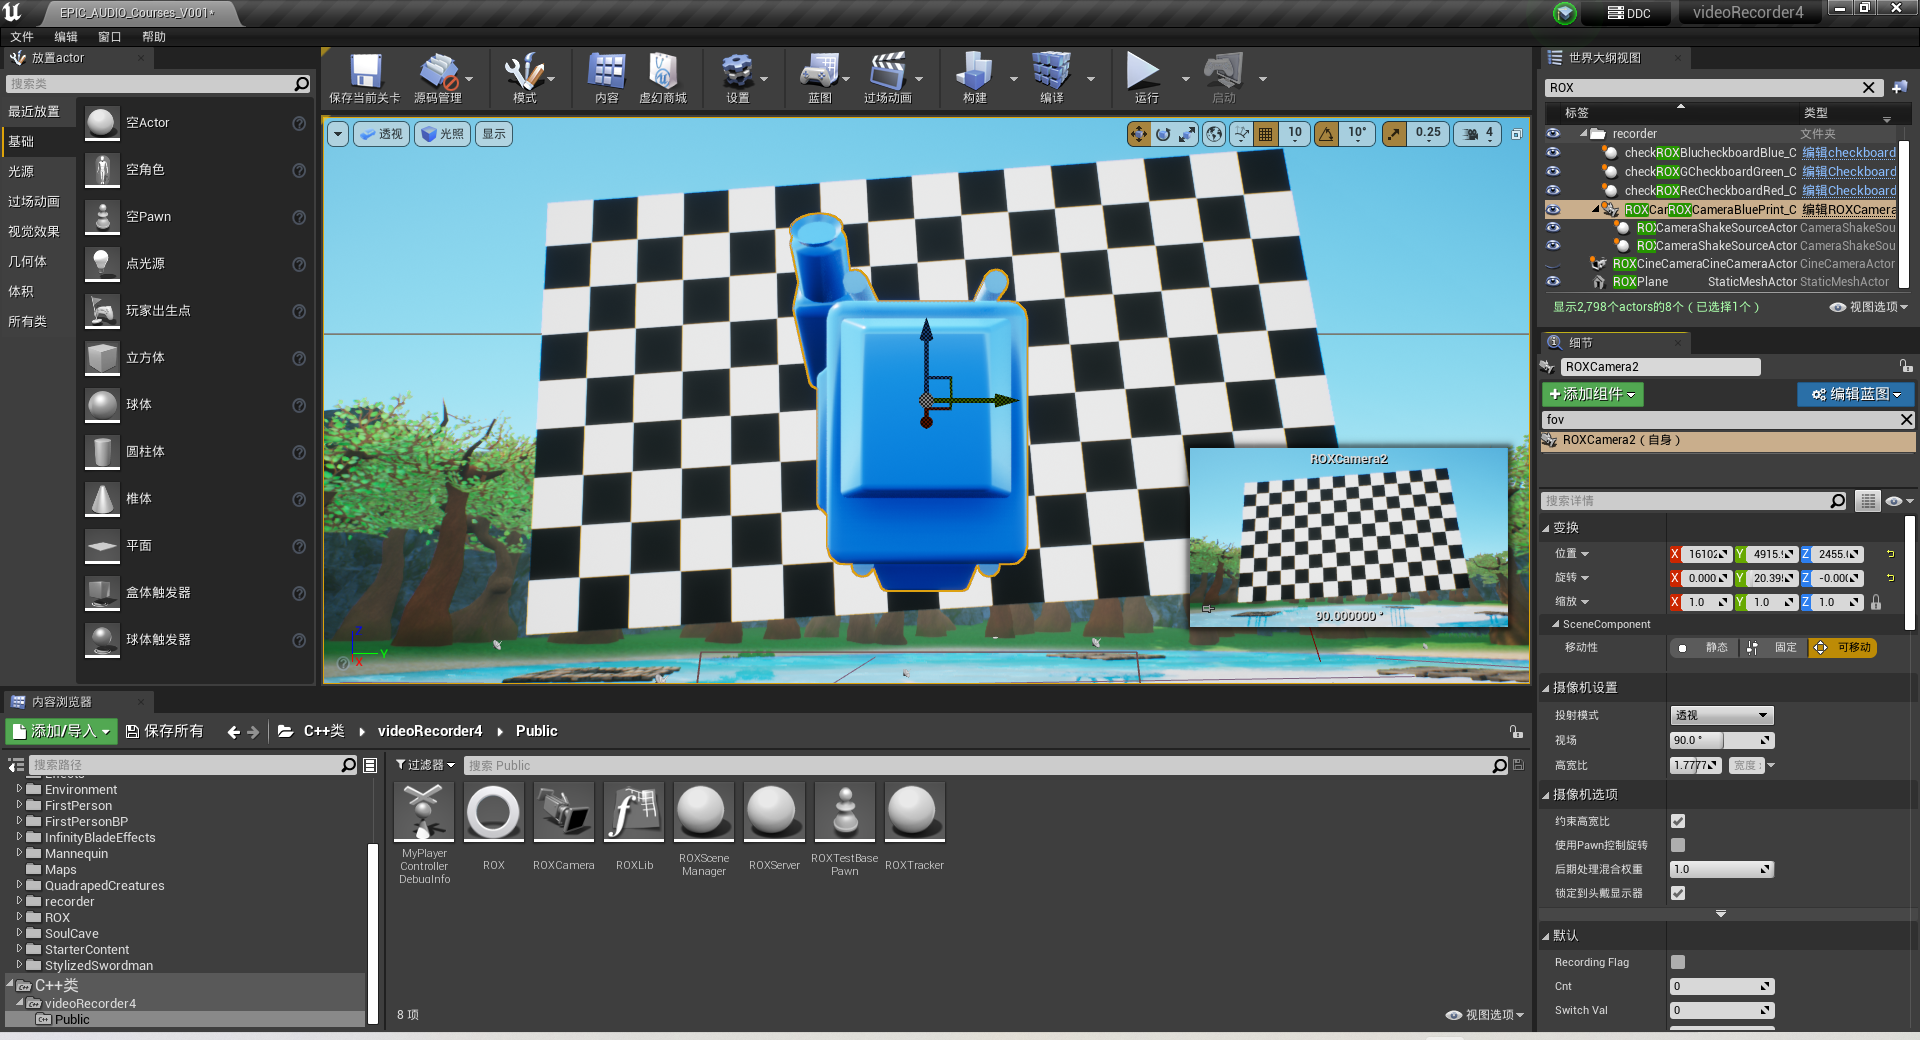 EPIC_AUDIO_Courses_V001*
DDC
videoRecorder4
文件 编辑 窗口 帮助
放置actor
搜索类
最近放置
基础
光源
过场动画
视觉效果
几何体
体积
所有类
空Actor
空角色
空Pawn
点光源
玩家出生点
立方体
球体
圆柱体
椎体
平面
盒体触发器
球体触发器
保存当前关卡
源码管理
模式
内容
虚幻商城
设置
蓝图
过场动画
构建
编译
运行
启动
透视
光照
显示
10
10°
0.25
4
ROXCamera2
90.000000 °
Z
Y
X
世界大纲视图
ROX
标签 类型
recorder 文件夹
checkROXBlucheckboardBlue_C 编辑checkboard
checkROXGCheckboardGreen_C 编辑Checkboard
checkROXRecCheckboardRed_C 编辑Checkboard
ROXCarROXCameraBluePrint_C 编辑ROXCamera
ROXCameraShakeSourceActor CameraShakeSou
ROXCameraShakeSourceActor CameraShakeSou
ROXCineCameraCineCameraActor CineCameraActor
ROXPlane StaticMeshActor StaticMeshActor
显示2,798个actors的8个（已选择1个）
视图选项
细节
ROXCamera2
+添加组件
编辑蓝图
fov
ROXCamera2（自身）
搜索详情
变换
位置 X 16102 Y 4915.9 Z 2455.0
旋转 X 0.000 Y 20.399 Z -0.000
缩放 X 1.0 Y 1.0 Z 1.0
SceneComponent
移动性 静态 固定 可移动
摄像机设置
投射模式 透视
视场 90.0 °
高宽比 1.7777 宽度 :
摄像机选项
约束高宽比
使用Pawn控制旋转
后期处理混合权重 1.0
锁定到头戴显示器
默认
Recording Flag
Cnt 0
Switch Val 0
内容浏览器
添加/导入
保存所有
C++类
videoRecorder4
Public
搜索路径
过滤器
搜索 Public
Effects
Environment
FirstPerson
FirstPersonBP
InfinityBladeEffects
Mannequin
Maps
QuadrapedCreatures
recorder
ROX
SoulCave
StarterContent
StylizedSwordman
C++类
videoRecorder4
Public
MyPlayer
Controller
DebugInfo
ROX
ROXCamera
ROXLib
ROXScene
Manager
ROXServer
ROXTestBase
Pawn
ROXTracker
8 项
视图选项